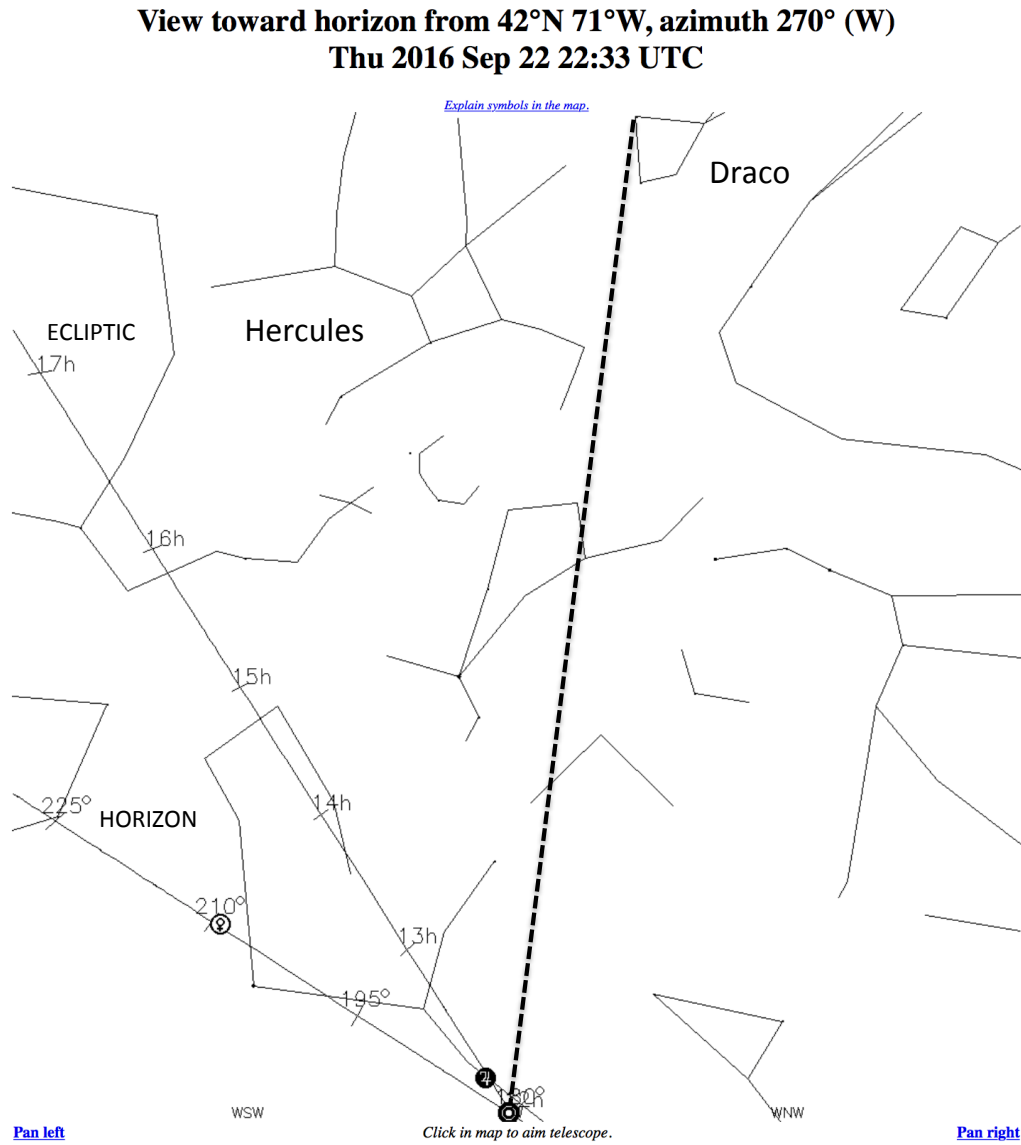 View toward horizon from 42°N 71°W, azimuth 270° (W)
Thu 2016 Sep 22 22:33 UTC
Explain symbols in the map.
Draco
ECLIPTIC
Hercules
17h
16h
15h
225°
HORIZON
14h
210°
13h
195°
WSW
WNW
Pan left
Click in map to aim telescope.
Pan right